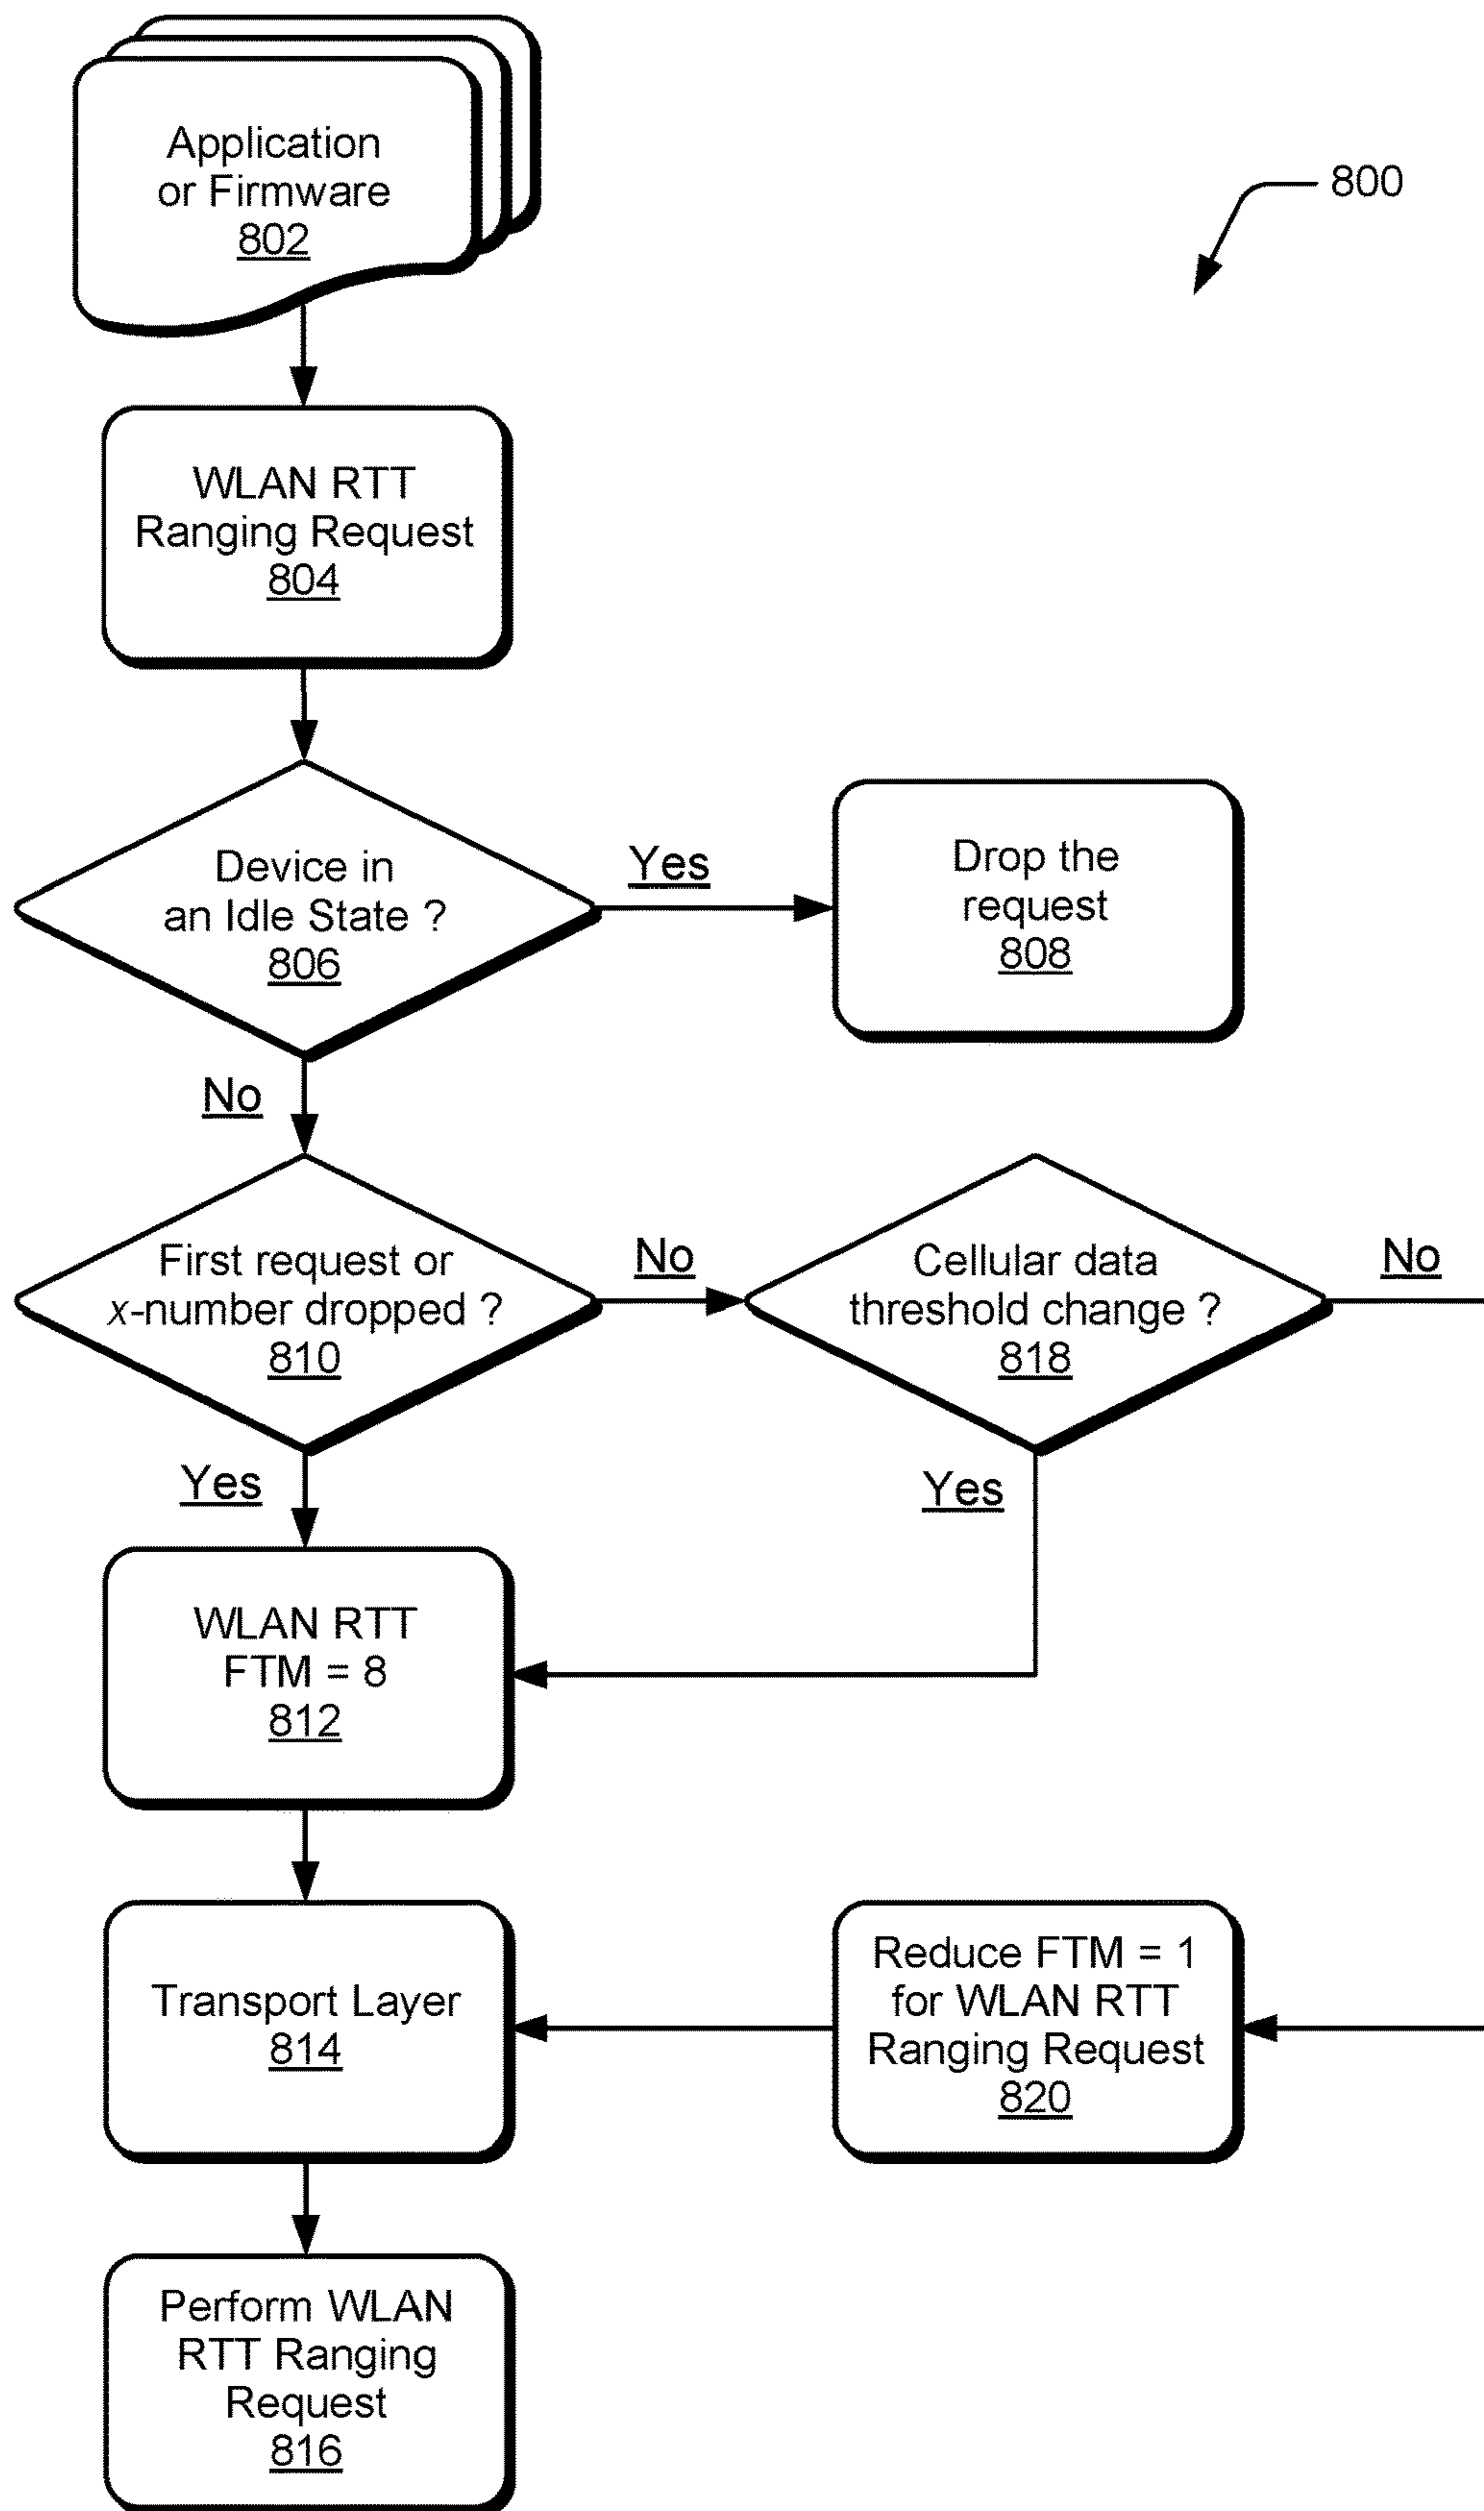 Application
or Firmware
802
800
WLAN RTT
Ranging Request
804
Device in
an Idle State ?
806
Yes
Drop the
request
808
No
First request or
x-number dropped ?
810
No
Cellular data
threshold change ?
818
No
Yes
Yes
WLAN RTT
FTM = 8
812
Transport Layer
814
Reduce FTM = 1
for WLAN RTT
Ranging Request
820
Perform WLAN
RTT Ranging
Request
816